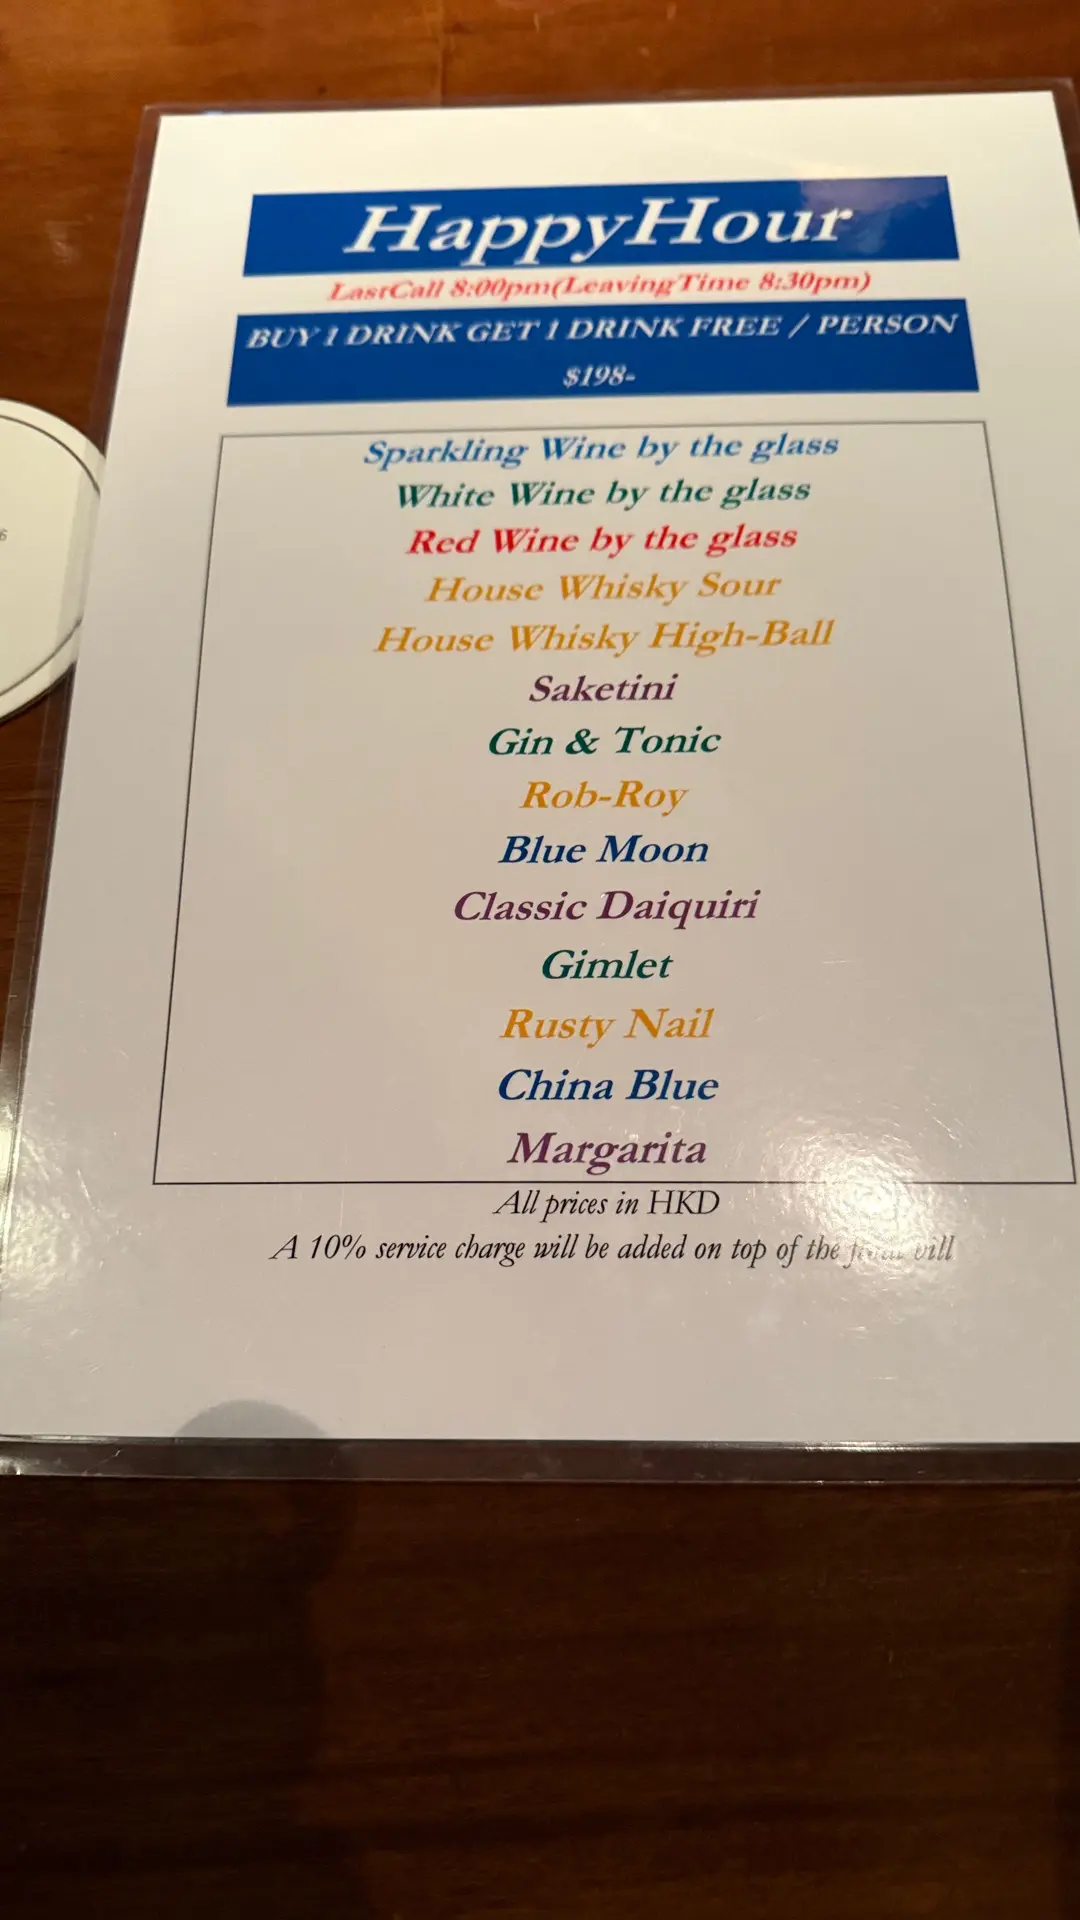 HappyHour
LastCall 8:00pm(LeavingTime 8:30pm)
BUY 1 DRINK GET 1 DRINK FREE / PERSON
$198-
Sparkling Wine by the glass
White Wine by the glass
Red Wine by the glass
House Whisky Sour
House Whisky High-Ball
Saketini
Gin & Tonic
Rob-Roy
Blue Moon
Classic Daiquiri
Gimlet
Rusty Nail
China Blue
Margarita
All prices in HKD
A 10% service charge will be added on top of the bill